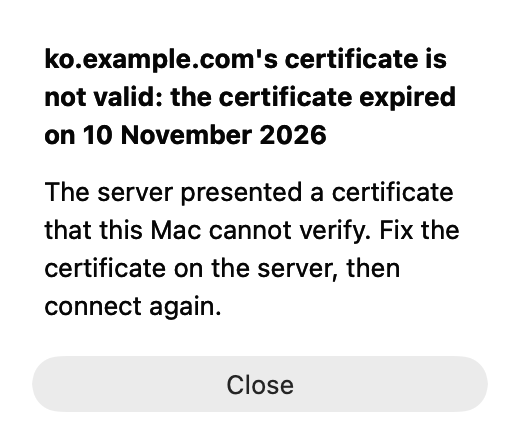 ko.example.com's certificate is
not valid: the certificate expired
on 10 November 2026
The server presented a certificate
that this Mac cannot verify. Fix the
certificate on the server, then
connect again.
Close